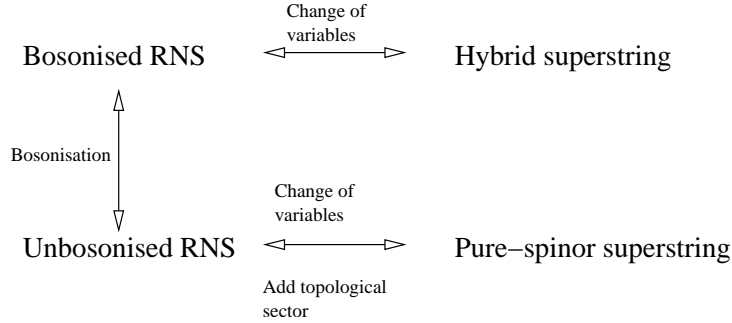 Change of
variables
Bosonised RNS
Hybrid superstring
Bosonisation
Change of
variables
Unbosonised RNS
Pure−spinor superstring
Add topological
sector